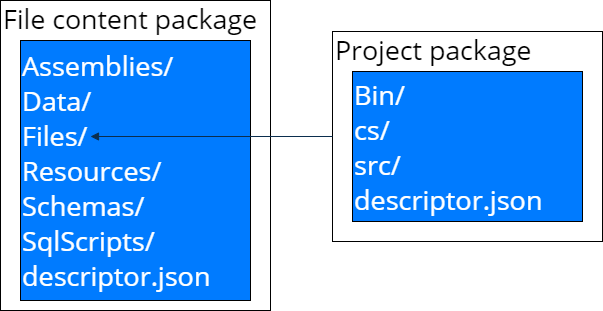 File content package
Assemblies/
Data/
Files/
Resources/
Schemas/
SqlScripts/
descriptor.json
Project package
Bin/
cs/
src/
descriptor.json